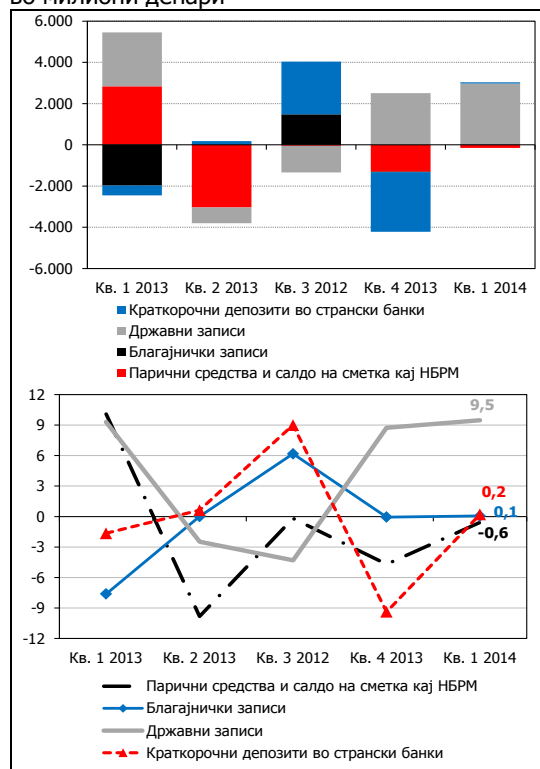 во милиони денари
6.000
4.000
2.000
0
-2.000
-4.000
-6.000
Кв. 1 2013 Кв. 2 2013 Кв. 3 2012 Кв. 4 2013 Кв. 1 2014
Краткорочни депозити во странски банки
Државни записи
Благајнички записи
Парични средства и салдо на сметка кај НБРМ
12
9
6
3
0
-3
-6
-9
-12
9,5
0,2
0,1
-0,6
Кв. 1 2013 Кв. 2 2013 Кв. 3 2012 Кв. 4 2013 Кв. 1 2014
Парични средства и салдо на сметка кај НБРМ
Благајнички записи
Државни записи
Краткорочни депозити во странски банки